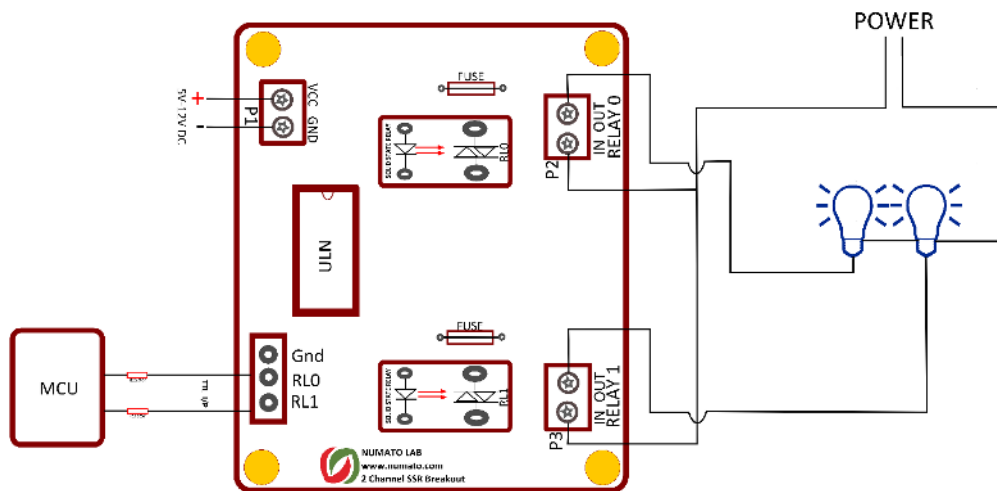 POWER
FUSE
VCC
GND
P1
5V-12V DC
+
-
SOLID STATE RELAY
RL0
IN OUT
RELAY 0
P2
ULN
FUSE
MCU
Gnd
RL0
RL1
SOLID STATE RELAY
RL1
IN OUT
RELAY 1
P3
NUMATO LAB
www.numato.com
2 Channel SSR Breakout